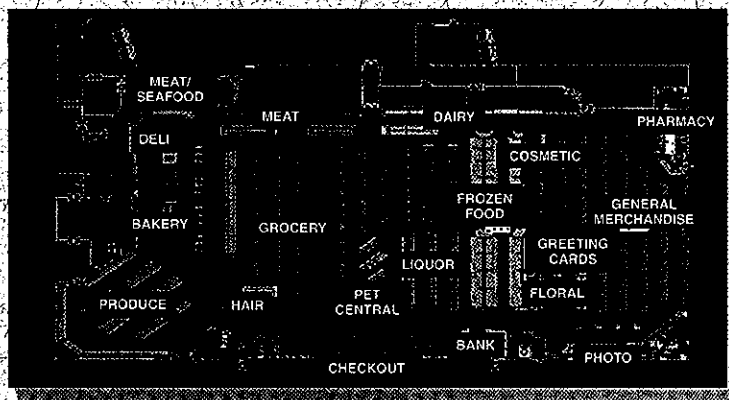 MEAT/
SEAFOOD
MEAT
DAIRY
PHARMACY
DELI
COSMETIC
FROZEN
FOOD
GENERAL
MERCHANDISE
BAKERY
GROCERY
GREETING
CARDS
LIQUOR
PRODUCE
HAIR
PET
CENTRAL
FLORAL
BANK
PHOTO
CHECKOUT